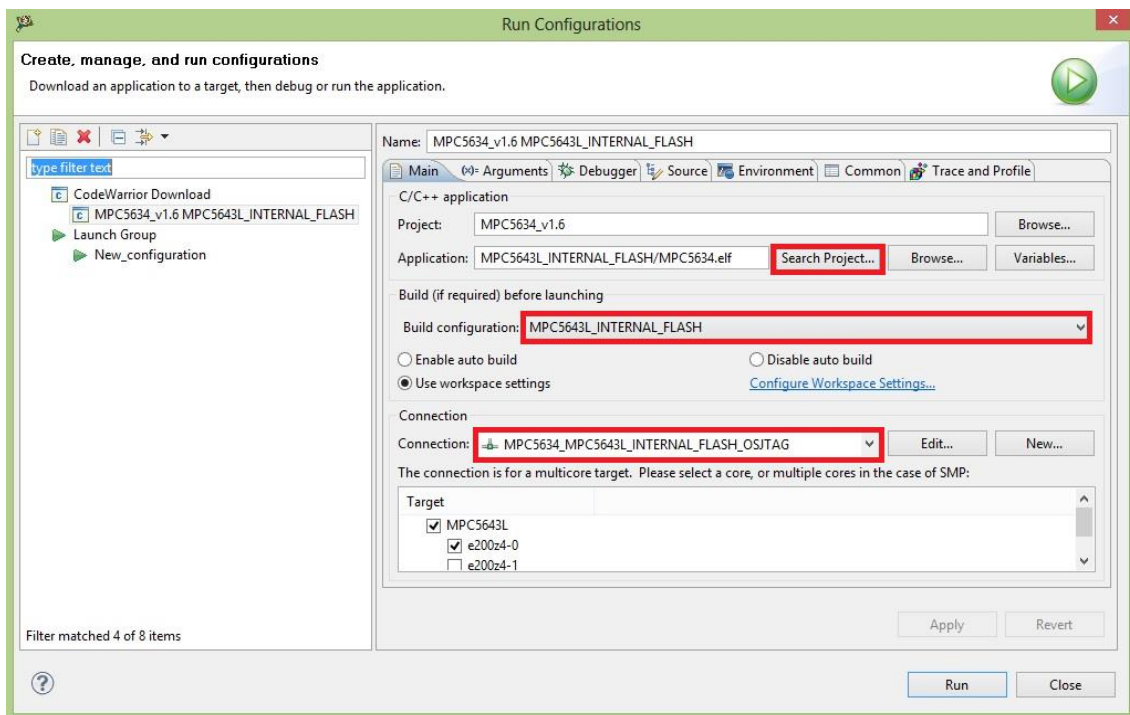 Run Configurations
Create, manage, and run configurations
Download an application to a target, then debug or run the application.
type filter text
CodeWarrior Download
MPC5634_v1.6 MPC5643L_INTERNAL_FLASH
Launch Group
New_configuration
Filter matched 4 of 8 items
Name: MPC5634_v1.6 MPC5643L_INTERNAL_FLASH
Main (x)= Arguments Debugger Source Environment Common Trace and Profile
C/C++ application
Project: MPC5634_v1.6 Browse...
Application: MPC5643L_INTERNAL_FLASH/MPC5634.elf Search Project... Browse... Variables...
Build (if required) before launching
Build configuration: MPC5643L_INTERNAL_FLASH
Enable auto build Disable auto build
Use workspace settings Configure Workspace Settings...
Connection
Connection: MPC5634_MPC5643L_INTERNAL_FLASH_OSJTAG Edit... New...
The connection is for a multicore target. Please select a core, or multiple cores in the case of SMP:
Target
MPC5643L
e200z4-0
e200z4-1
Apply Revert
Run Close